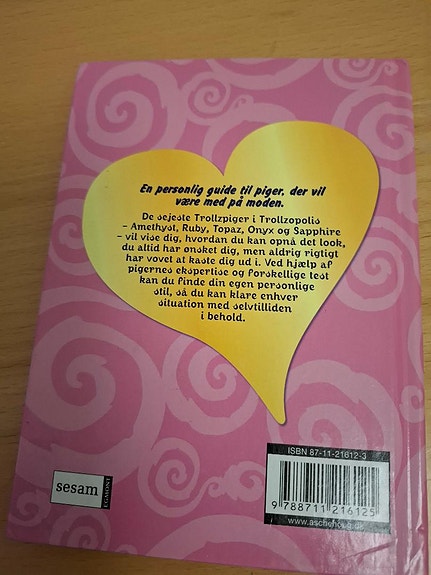 En personlig guide til piger, der vil
være med på moden.
De sejeste Trollzpiger i Trollzopolis
– Amethyst, Ruby, Topaz, Onyx og Sapphire
– vil vise dig, hvordan du kan opnå det look,
du altid har ønsket dig, men aldrig rigtigt
har vovet at kaste dig ud i. Ved hjælp af
pigernes ekspertise og forskellige test
kan du finde din egen personlige
stil, så du kan klare enhver
situation med selvtilliden
i behold.
ISBN 87-11-21612-3
9 788711 216125
www.aschehoug.dk
sesam
EGMONT